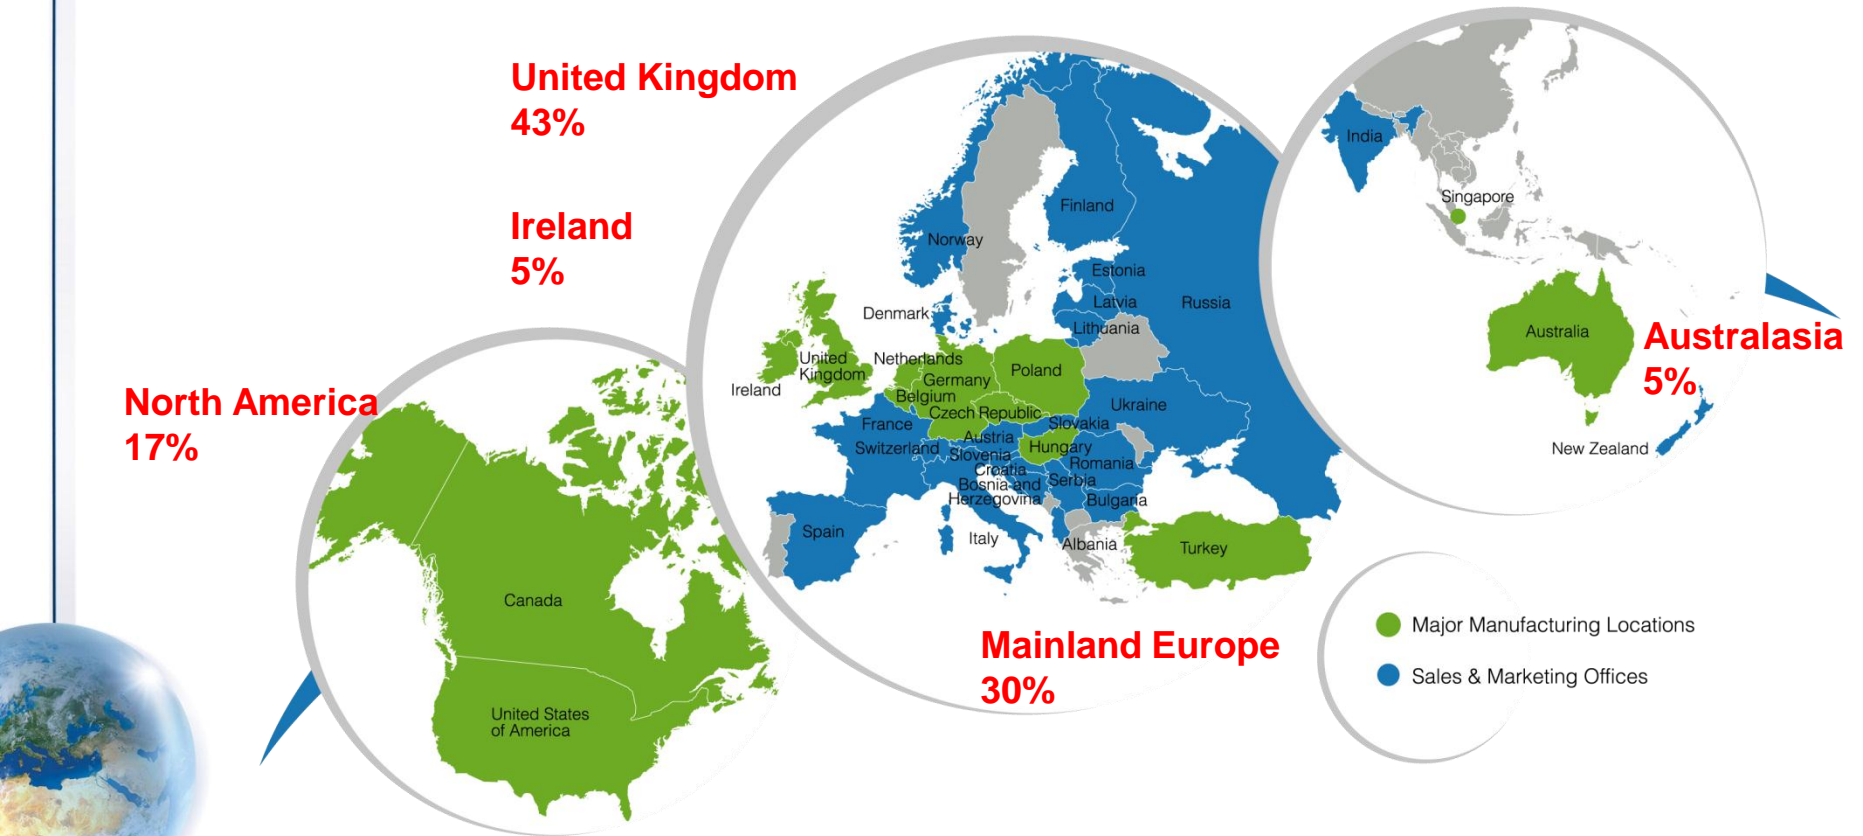 United Kingdom
43%
Ireland
5%
North America
17%
Canada
United States
of America
Norway
Finland
Estonia
Latvia
Lithuania
Russia
Denmark
United
Kingdom
Ireland
Netherlands
Germany
Belgium
Poland
Czech Republic
Ukraine
France
Slovakia
Austria
Switzerland
Hungary
Slovenia
Romania
Croatia
Bosnia and
Herzegovina
Serbia
Bulgaria
Spain
Italy
Albania
Turkey
Mainland Europe
30%
India
Singapore
Australia
New Zealand
Australasia
5%
Major Manufacturing Locations
Sales & Marketing Offices